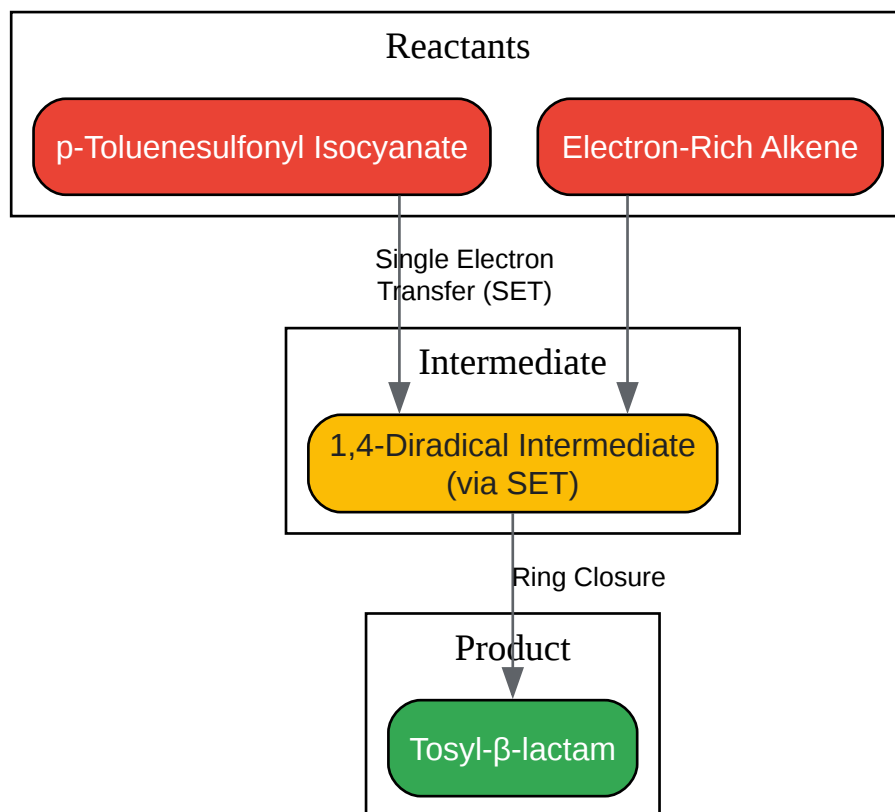 Reactants
p-Toluenesulfonyl Isocyanate
Electron-Rich Alkene
Single Electron
Transfer (SET)
Intermediate
1,4-Diradical Intermediate
(via SET)
Ring Closure
Product
Tosyl-β-lactam